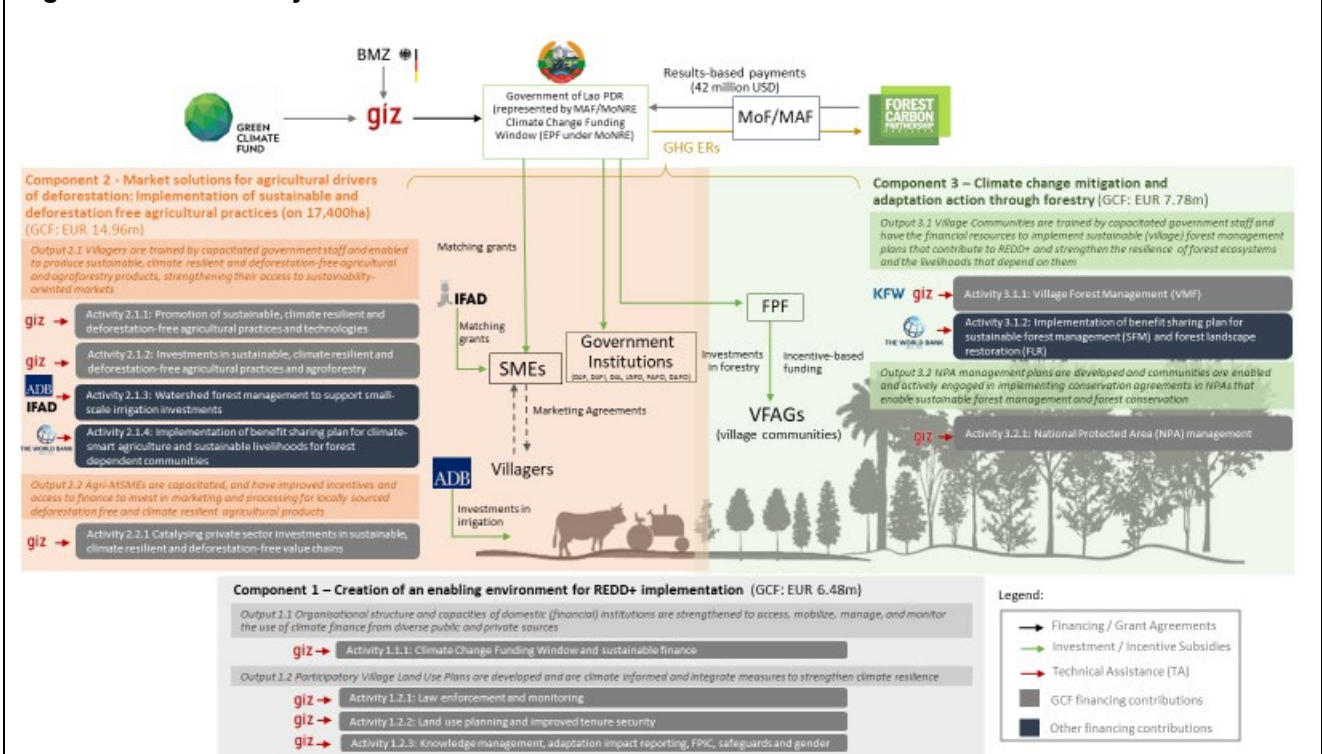 BMZ
GREEN
CLIMATE
FUND
giz
Government of Lao PDR
(represented by MAF/MoNRE
Climate Change Funding
Window (EPF under MoNRE)
Results-based payments
(42 million USD)
MoF/MAF
GHG ERs
FOREST
CARBON
PARTNERSHIP
Component 2 - Market solutions for agricultural drivers
of deforestation: Implementation of sustainable and
deforestation free agricultural practices (on 17,400ha)
(GCF: EUR 14.96m)
Output 2.1 Villagers are trained by capacitated government staff and enabled
to produce sustainable, climate resilient and deforestation-free agricultural
and agroforestry products, strengthening their access to sustainability-
oriented markets
giz
Activity 2.1.1: Promotion of sustainable, climate resilient and
deforestation-free agricultural practices and technologies
giz
Activity 2.1.2: Investments in sustainable, climate resilient and
deforestation-free agricultural practices and agroforestry
ADB
IFAD
Activity 2.1.3: Watershed forest management to support small-
scale irrigation investments
THE WORLD BANK
Activity 2.1.4: Implementation of benefit sharing plan for climate-
smart agriculture and sustainable livelihoods for forest
dependent communities
Output 2.2 Agri-MSMEs are capacitated, and have improved incentives and
access to finance to invest in marketing and processing for locally sourced
deforestation free and climate resilient agricultural products
giz
Activity 2.2.1 Catalysing private sector investments in sustainable,
climate resilient and deforestation-free value chains
Matching grants
IFAD
Matching
grants
SMEs
Government
Institutions
Marketing Agreements
Villagers
ADB
Investments in
irrigation
Investments
in forestry
FPF
Incentive-based
funding
VFAGs
(village communities)
Component 3 – Climate change mitigation and
adaptation action through forestry (GCF: EUR 7.78m)
Output 3.1 Village Communities are trained by capacitated government staff and
have the financial resources to implement sustainable (village) forest management
plans that contribute to REDD+ and strengthen the resilience of forest ecosystems
and the livelihoods that depend on them
KFW giz
Activity 3.1.1: Village Forest Management (VMF)
THE WORLD BANK
Activity 3.1.2: Implementation of benefit sharing plan for
sustainable forest management (SFM) and forest landscape
restoration (FLR)
Output 3.2 NPA management plans are developed and communities are enabled
and actively engaged in implementing conservation agreements in NPAs that
enable sustainable forest management and forest conservation
giz
Activity 3.2.1: National Protected Area (NPA) management
Component 1 – Creation of an enabling environment for REDD+ implementation (GCF: EUR 6.48m)
Output 1.1 Organisational structure and capacities of domestic (financial) institutions are strengthened to access, mobilize, manage, and monitor
the use of climate finance from diverse public and private sources
giz
Activity 1.1.1: Climate Change Funding Window and sustainable finance
Output 1.2 Participatory Village Land Use Plans are developed and are climate informed and integrate measures to strengthen climate resilience
giz
Activity 1.2.1: Law enforcement and monitoring
giz
Activity 1.2.2: Land use planning and improved tenure security
giz
Activity 1.2.3: Knowledge management, adaptation impact reporting, FPIC, safeguards and gender
Legend:
Financing / Grant Agreements
Investment / Incentive Subsidies
Technical Assistance (TA)
GCF financing contributions
Other financing contributions